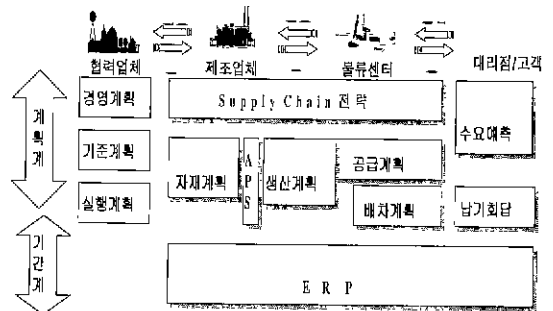 협력업체 제조업체 물류센터 대리점/고객
계획계
경영계획
Supply Chain 전략
수요예측
기준계획
자재계획
APS
생산계획
공급계획
실행계획
배차계획
납기회답
기간계
ERP